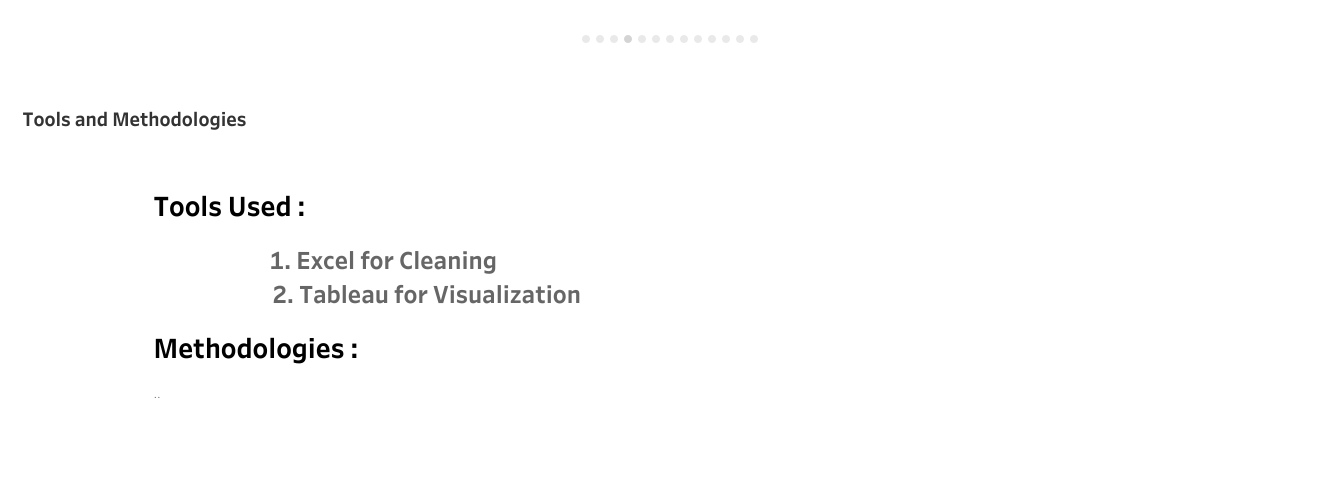 Tools and Methodologies
Tools Used :
1. Excel for Cleaning
2. Tableau for Visualization
Methodologies :
..